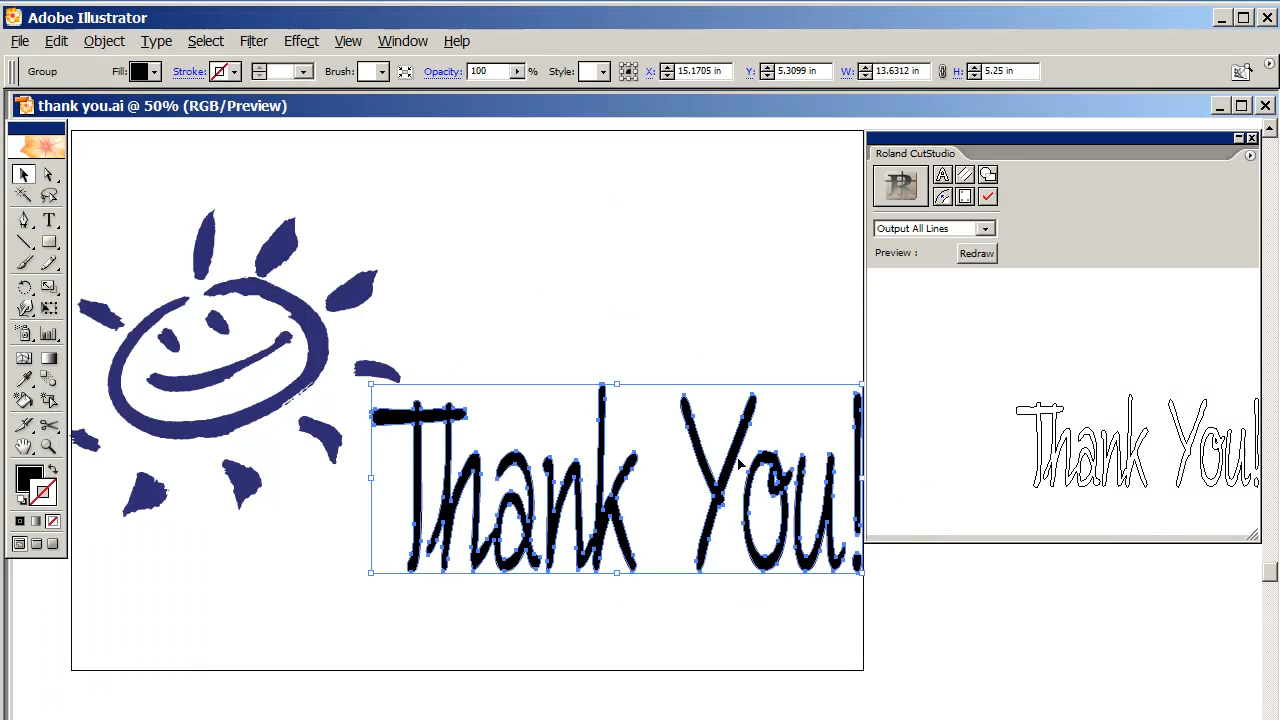 Adobe Illustrator
File Edit Object Type Select Filter Effect View Window Help
Group Fill: Stroke: Brush: Opacity: 100 % Style: X: 15.1705 in Y: 5.3099 in W: 13.6312 in H: 5.25 in
thank you.ai @ 50% (RGB/Preview)
Roland CutStudio
Output All Lines
Preview : Redraw
Thank You!
Thank You!